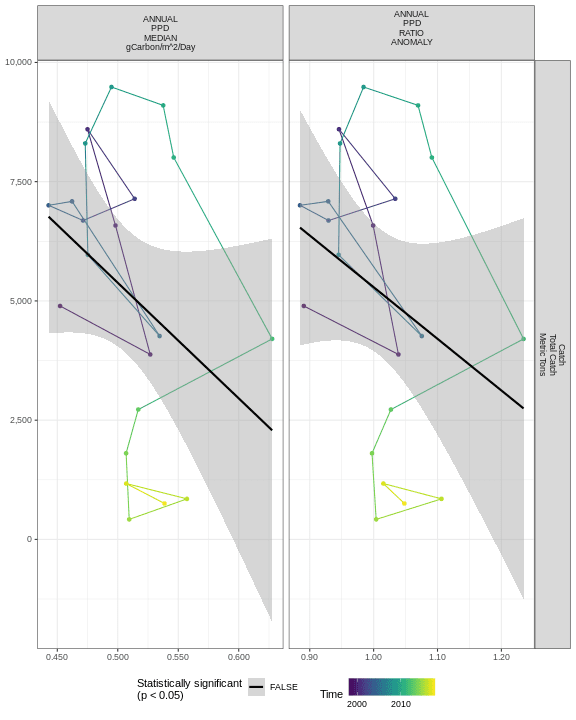 ANNUAL
PPD
MEDIAN
gCarbon/m^2/Day
ANNUAL
PPD
RATIO
ANOMALY
10,000
7,500
5,000
2,500
0
Catch
Total Catch
Metric Tons
0.450 0.500 0.550 0.600
0.90 1.00 1.10 1.20
Statistically significant
(p < 0.05)
FALSE
Time
2000 2010